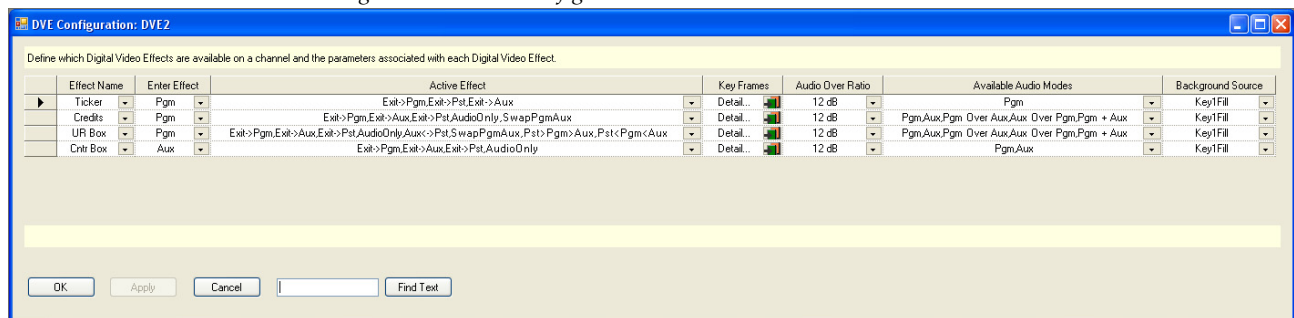 DVE Configuration: DVE2
Define which Digital Video Effects are available on a channel and the parameters associated with each Digital Video Effect.
Effect Name Enter Effect Active Effect Key Frames Audio Over Ratio Available Audio Modes Background Source
Ticker Pgm Exit->Pgm,Exit->Pst,Exit->Aux Detail... 12 dB Pgm Key1Fill
Credits Pgm Exit->Pgm,Exit->Aux,Exit->Pst,AudioOnly,SwapPgmAux Detail... 12 dB Pgm,Aux,Pgm Over Aux,Aux Over Pgm,Pgm + Aux Key1Fill
UR Box Pgm Exit->Pgm,Exit->Aux,Exit->Pst,AudioOnly,Aux<->Pst,SwapPgmAux,Pst>Pgm>Aux,Pst<Pgm<Aux Detail... 12 dB Pgm,Aux,Pgm Over Aux,Aux Over Pgm,Pgm + Aux Key1Fill
Cntr Box Aux Exit->Pgm,Exit->Aux,Exit->Pst,AudioOnly Detail... 12 dB Pgm,Aux Key1Fill
OK Apply Cancel Find Text